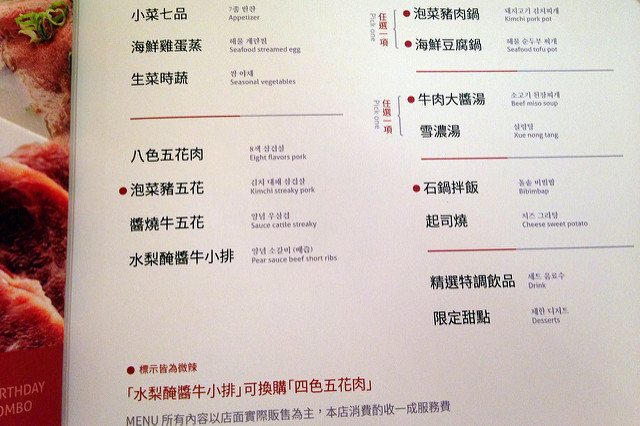 小菜七品 7종 반찬
Appetizer
海鮮雞蛋蒸 해물 계란찜
Seafood streamed egg
生菜時蔬 쌈 야채
Seasonal vegetables
八色五花肉 8색 삼겹살
Eight flavors pork
● 泡菜豬五花 김치 대패 삼겹살
Kimchi streaky pork
醬燒牛五花 양념 우삼겹
Sauce cattle streaky
水梨醃醬牛小排 양념 소갈비 (배즙)
Pear sauce beef short ribs
任選一項
Pick one
● 泡菜豬肉鍋 돼지고기 김치찌개
Kimchi pork pot
● 海鮮豆腐鍋 해물 순두부 찌개
Seafood tofu pot
任選一項
Pick one
● 牛肉大醬湯 소고기 된장찌개
Beef miso soup
雪濃湯 설렁탕
Xue nong tang
● 石鍋拌飯 돌솥 비빔밥
Bibimbap
起司燒 치즈 그라탕
Cheese sweet potato
精選特調飲品 세트 음료수
Drink
限定甜點 제한 디저트
Desserts
● 標示皆為微辣
「水梨醃醬牛小排」可換購「四色五花肉」
MENU 所有內容以店面實際販售為主，本店消費酌收一成服務費
RTHDAY
OMBO